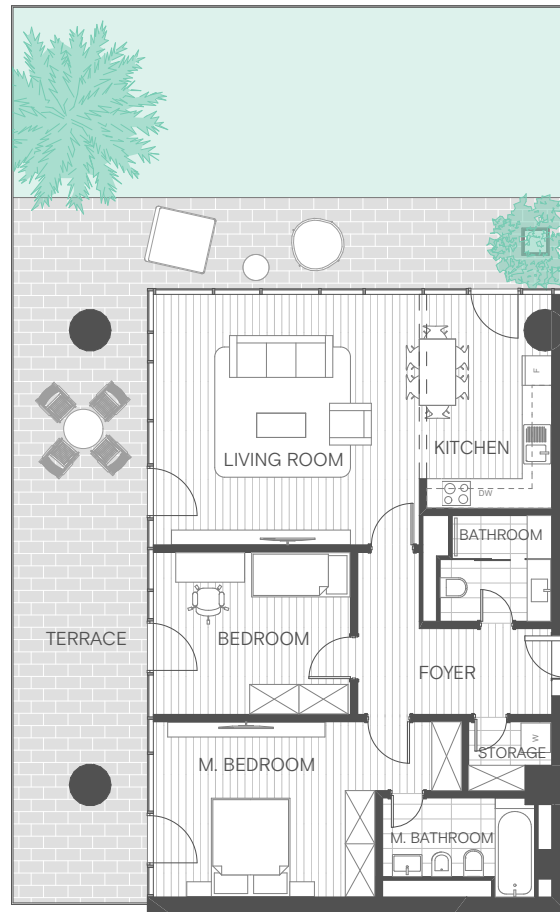 F
KITCHEN
LIVING ROOM
DW
BATHROOM
TERRACE
BEDROOM
FOYER
W
STORAGE
M. BEDROOM
M. BATHROOM